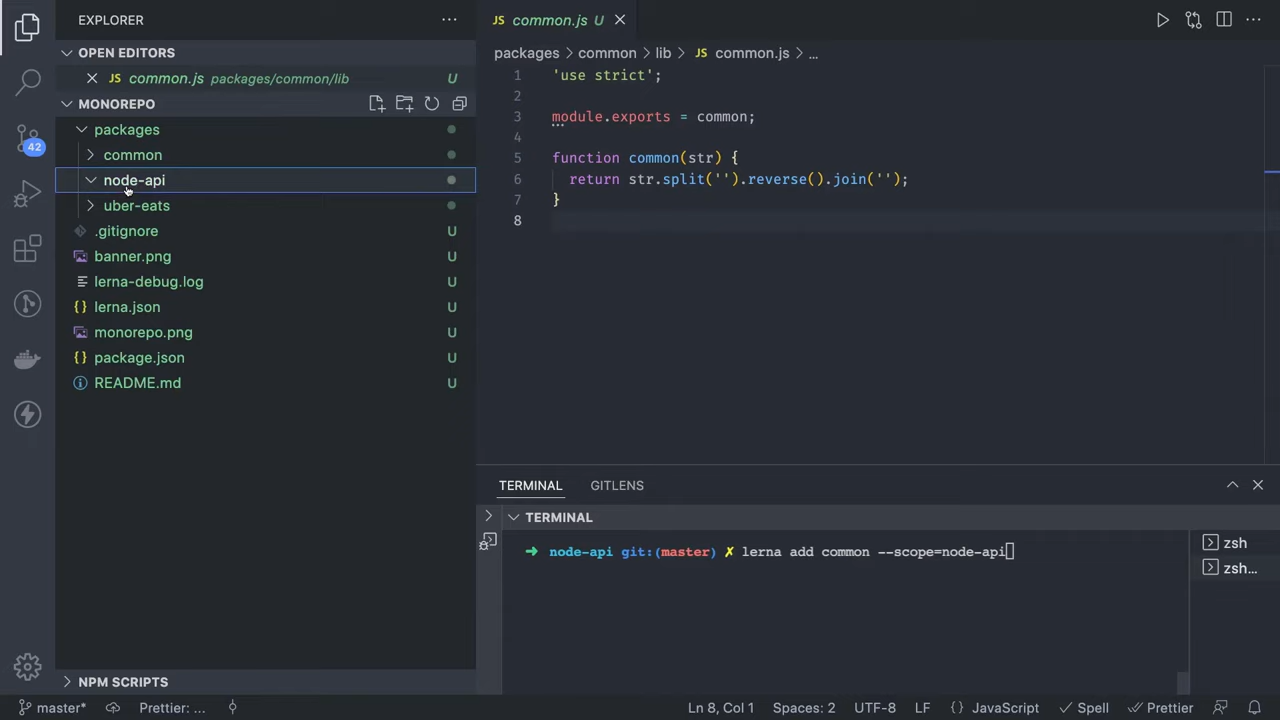 EXPLORER
OPEN EDITORS
JS common.js packages/common/lib U
MONOREPO
packages
common
node-api
uber-eats
.gitignore U
banner.png U
lerna-debug.log U
{} lerna.json U
monorepo.png U
{} package.json U
README.md U
NPM SCRIPTS
42
JS common.js U
packages > common > lib > JS common.js > ...
1 'use strict';
2
3 module.exports = common;
4
5 function common(str) {
6 return str.split('').reverse().join('');
7 }
8
TERMINAL GITLENS
TERMINAL
➜ node-api git:(master) ✗ lerna add common --scope=node-api
zsh
zsh...
master* Prettier: ... Ln 8, Col 1 Spaces: 2 UTF-8 LF {} JavaScript ✓ Spell Prettier